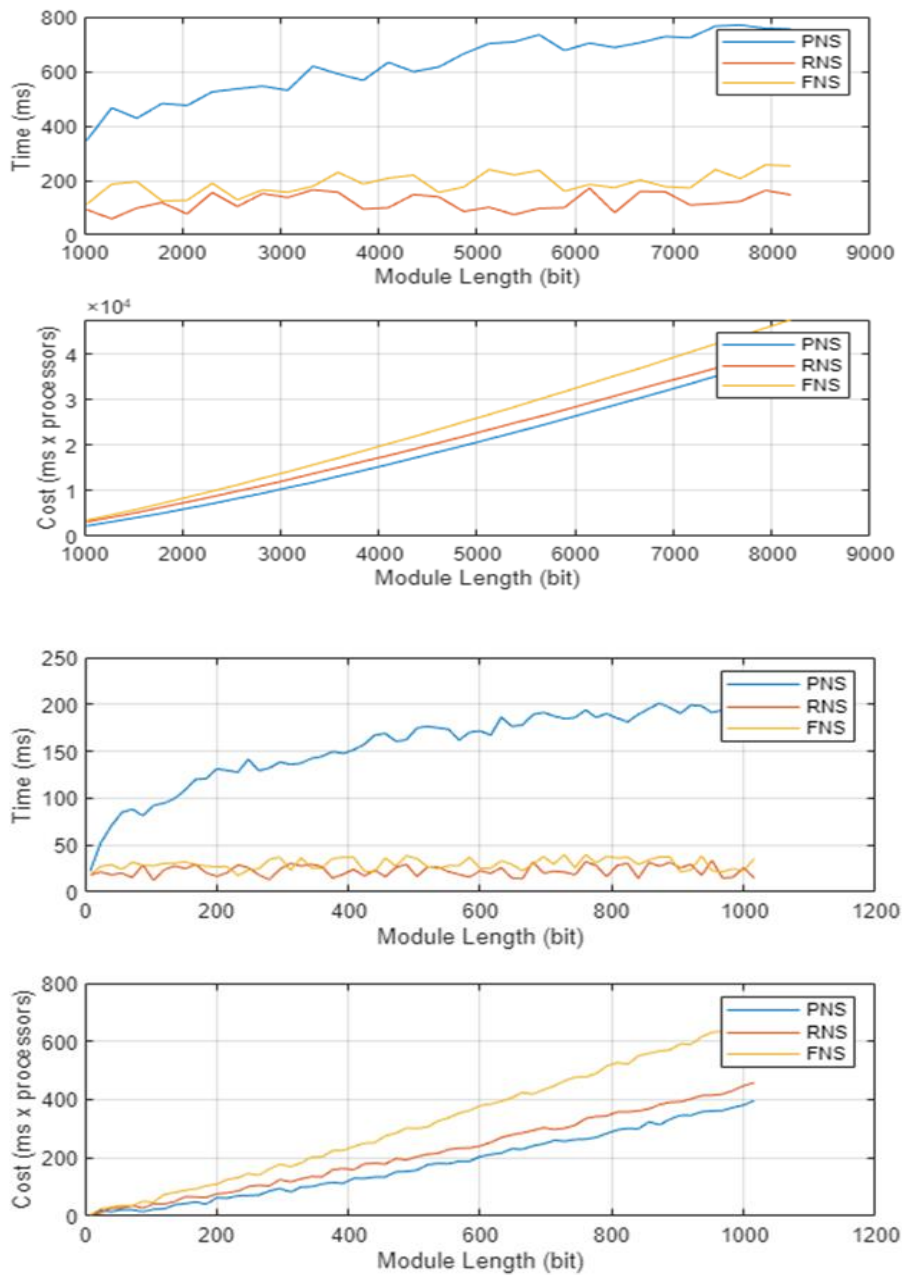 800
600
400
200
0
Time (ms)
PNS
RNS
FNS
1000 2000 3000 4000 5000 6000 7000 8000 9000
Module Length (bit)
×10⁴
4
3
2
1
0
Cost (ms x processors)
PNS
RNS
FNS
1000 2000 3000 4000 5000 6000 7000 8000 9000
Module Length (bit)
250
200
150
100
50
0
Time (ms)
PNS
RNS
FNS
0 200 400 600 800 1000 1200
Module Length (bit)
800
600
400
200
0
Cost (ms x processors)
PNS
RNS
FNS
0 200 400 600 800 1000 1200
Module Length (bit)